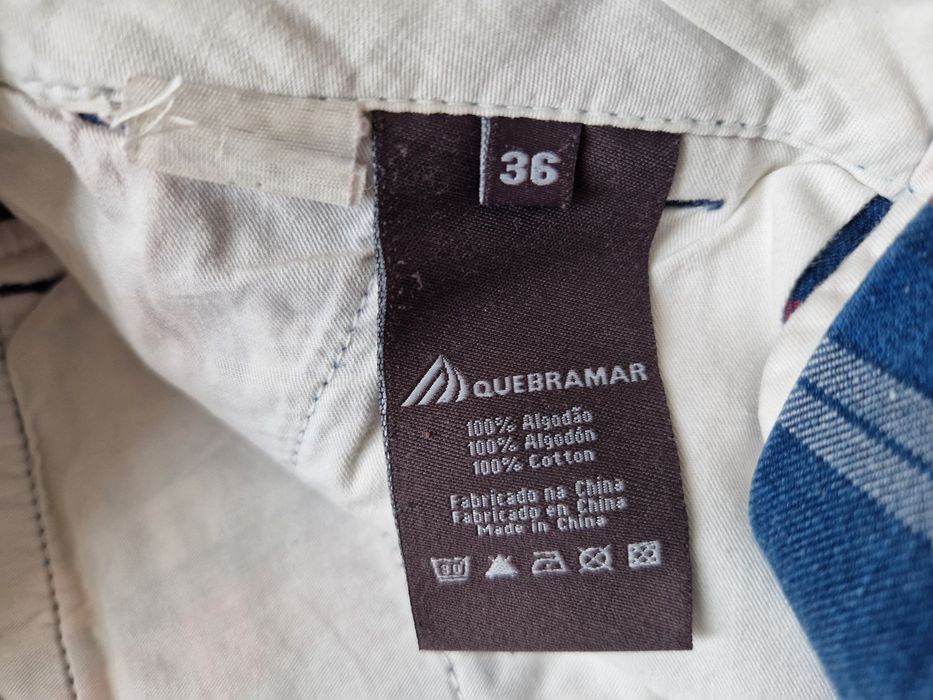 36
QUEBRAMAR
100% Algodão
100% Algodón
100% Cotton
Fabricado na China
Fabricado en China
Made in China